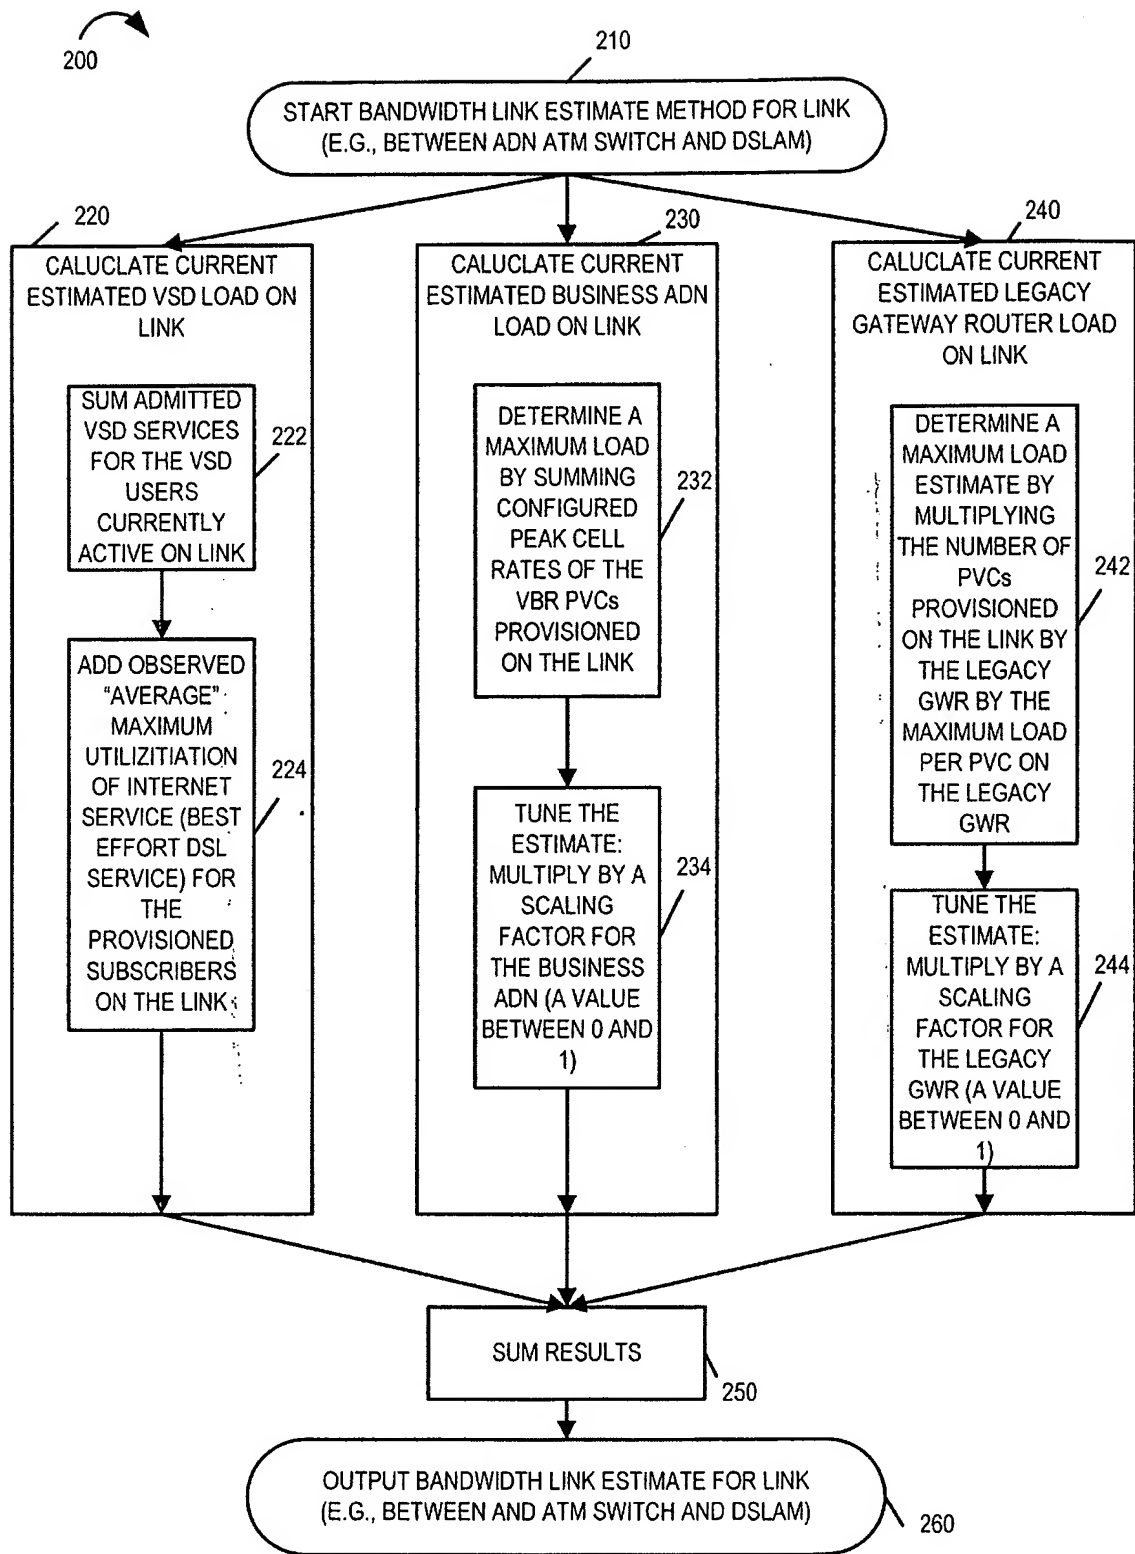 200
210
START BANDWIDTH LINK ESTIMATE METHOD FOR LINK
(E.G., BETWEEN ADN ATM SWITCH AND DSLAM)
220
CALUCLATE CURRENT
ESTIMATED VSD LOAD ON
LINK
SUM ADMITTED
VSD SERVICES
FOR THE VSD
USERS
CURRENTLY
ACTIVE ON LINK
222
ADD OBSERVED
"AVERAGE"
MAXIMUM
UTILIZITIATION
OF INTERNET
SERVICE (BEST
EFFORT DSL
SERVICE) FOR
THE
PROVISIONED
SUBSCRIBERS
ON THE LINK
224
230
CALUCLATE CURRENT
ESTIMATED BUSINESS ADN
LOAD ON LINK
DETERMINE A
MAXIMUM LOAD
BY SUMMING
CONFIGURED
PEAK CELL
RATES OF THE
VBR PVCs
PROVISIONED
ON THE LINK
232
TUNE THE
ESTIMATE:
MULTIPLY BY A
SCALING
FACTOR FOR
THE BUSINESS
ADN (A VALUE
BETWEEN 0 AND
1)
234
240
CALUCLATE CURRENT
ESTIMATED LEGACY
GATEWAY ROUTER LOAD
ON LINK
DETERMINE A
MAXIMUM LOAD
ESTIMATE BY
MULTIPLYING
THE NUMBER OF
PVCs
PROVISIONED
ON THE LINK BY
THE LEGACY
GWR BY THE
MAXIMUM LOAD
PER PVC ON
THE LEGACY
GWR
242
TUNE THE
ESTIMATE:
MULTIPLY BY A
SCALING
FACTOR FOR
THE LEGACY
GWR (A VALUE
BETWEEN 0 AND
1)
244
SUM RESULTS
250
OUTPUT BANDWIDTH LINK ESTIMATE FOR LINK
(E.G., BETWEEN AND ATM SWITCH AND DSLAM)
260